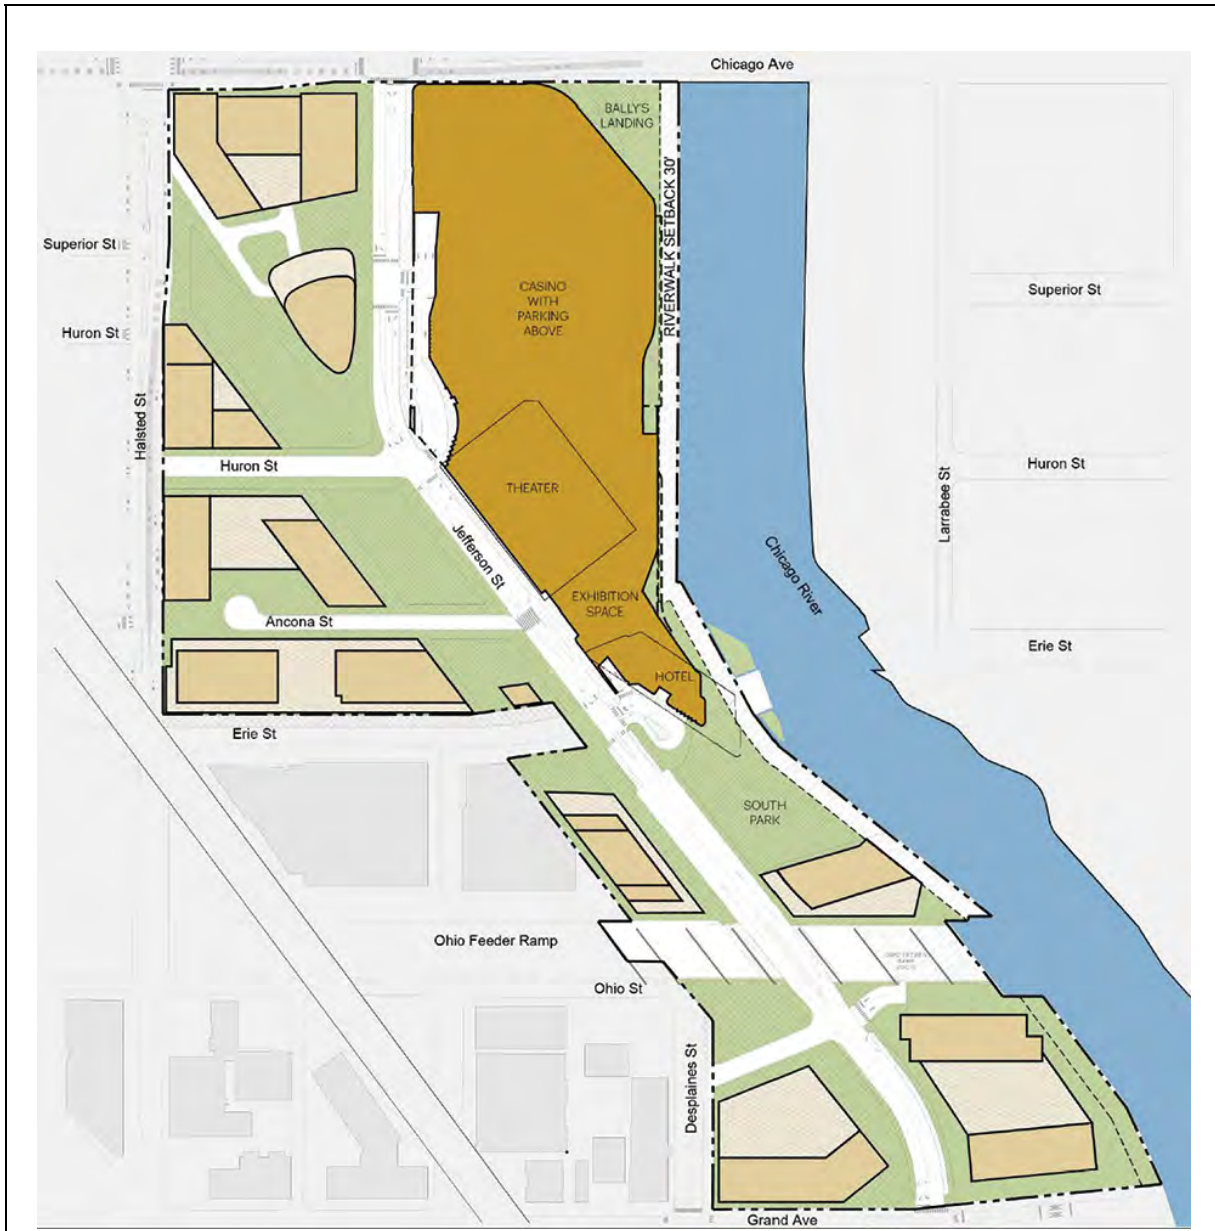 Chicago Ave
BALLY'S
LANDING
RIVERWALK SETBACK 30'
Superior St
CASINO
WITH
PARKING
ABOVE
Superior St
Huron St
Halsted St
Huron St
Huron St
THEATER
Larrabee St
Jefferson St
Chicago River
EXHIBITION
SPACE
Ancona St
Erie St
HOTEL
Erie St
SOUTH
PARK
Ohio Feeder Ramp
Ohio St
Desplaines St
Grand Ave